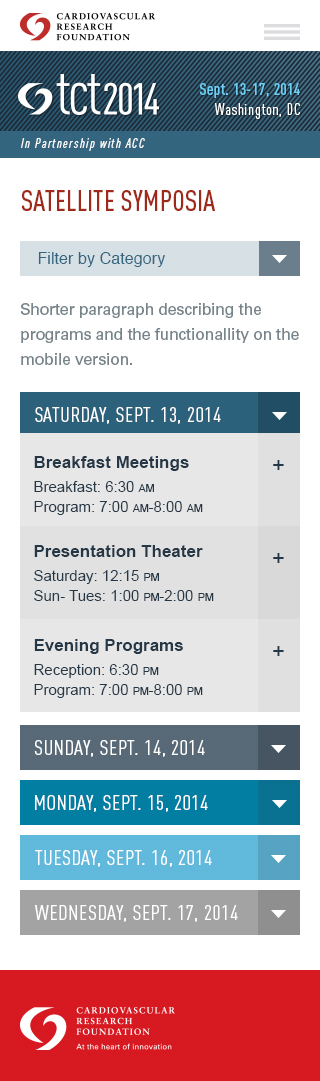 CARDIOVASCULAR
RESEARCH
FOUNDATION
tct2014
Sept. 13-17, 2014
Washington, DC
In Partnership with ACC
SATELLITE SYMPOSIA
Filter by Category
Shorter paragraph describing the
programs and the functionallity on the
mobile version.
SATURDAY, SEPT. 13, 2014
Breakfast Meetings
+
Breakfast: 6:30 AM
Program: 7:00 AM-8:00 AM
Presentation Theater
+
Saturday: 12:15 PM
Sun- Tues: 1:00 PM-2:00 PM
Evening Programs
+
Reception: 6:30 PM
Program: 7:00 PM-8:00 PM
SUNDAY, SEPT. 14, 2014
MONDAY, SEPT. 15, 2014
TUESDAY, SEPT. 16, 2014
WEDNESDAY, SEPT. 17, 2014
CARDIOVASCULAR
RESEARCH
FOUNDATION
At the heart of innovation